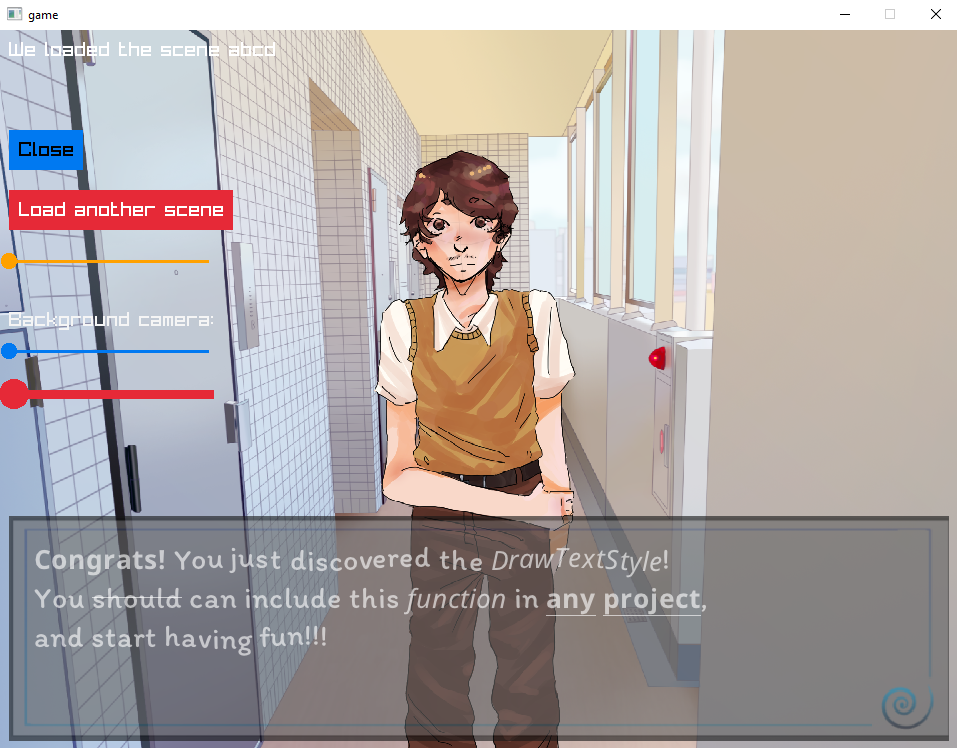 game
We loaded the scene abcd
Close
Load another scene
Background camera:
Congrats! You just discovered the DrawTextStyle!
You should can include this function in any project,
and start having fun!!!